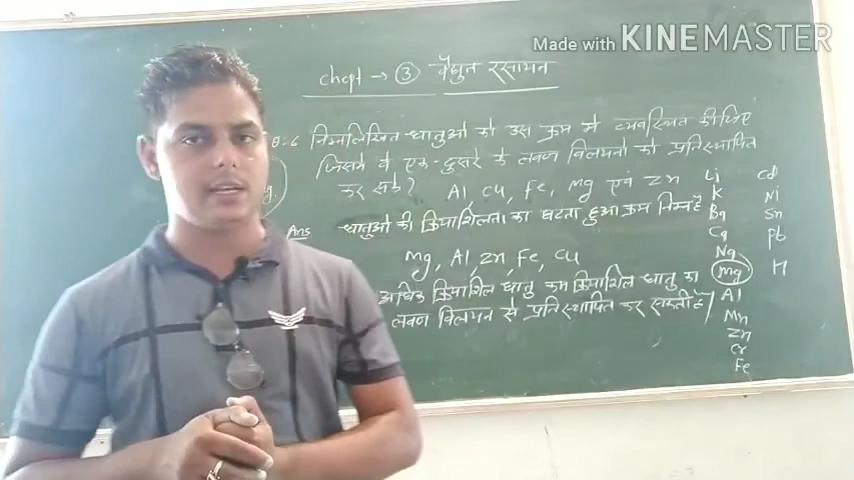 Made with KINEMASTER
chapt → ③ वैद्युत रसायन
निम्नलिखित धातुओ को उस क्रम मे व्यवस्थित कीजिए
जिसमे वे एक-दुसरे के लवण विलयनो को प्रतिस्थापित
कर सके? Al, Cu, Fe, Mg एवं Zn
Ans धातुओ की क्रियाशिलता का घटता हुआ क्रम निम्न है
Mg, Al, Zn, Fe, Cu
अधिक क्रियाशिल धातु कम क्रियाशिल धातु का
लवण विलयन से प्रतिस्थापित कर सकती है/
Li
K
Ba
Ca
Na
Mg
Al
Mn
Zn
Cr
Fe
Cd
Ni
Sn
Pb
H